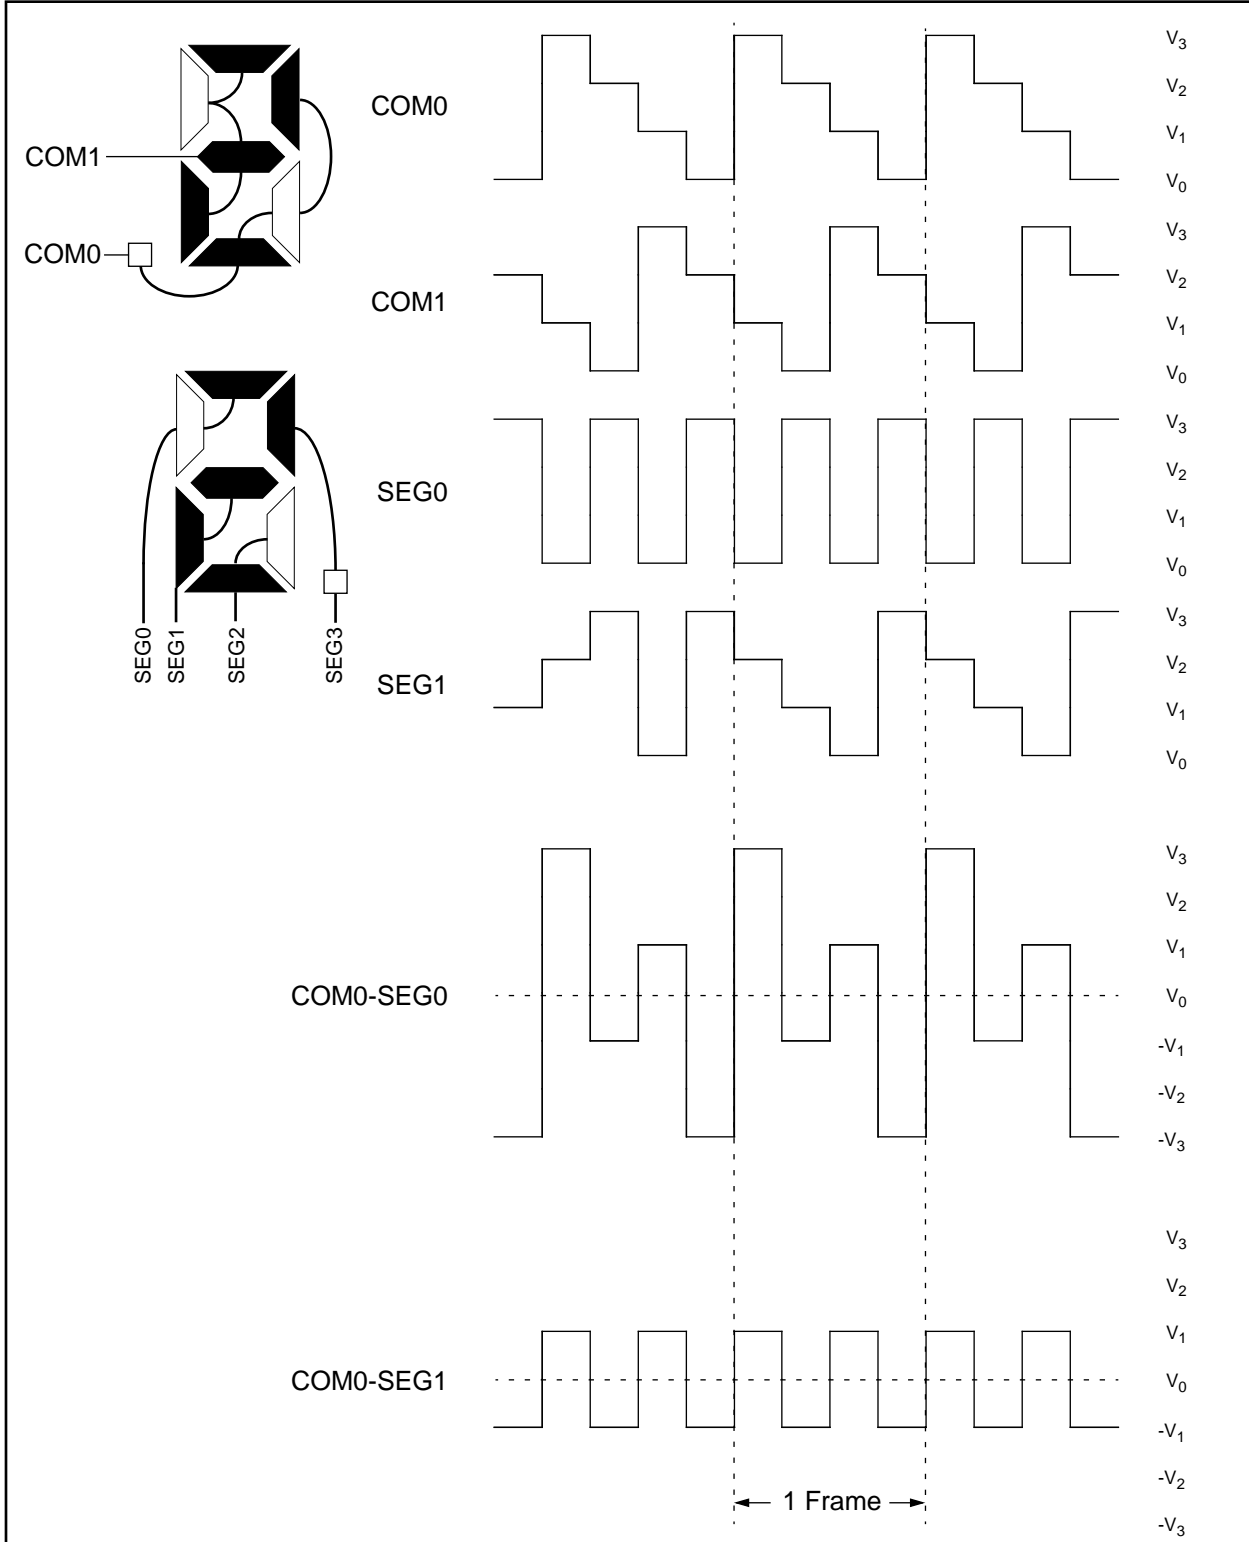 COM1
COM0
SEG0
SEG1
SEG2
SEG3
COM0
V3
V2
V1
V0
COM1
V3
V2
V1
V0
SEG0
V3
V2
V1
V0
SEG1
V3
V2
V1
V0
COM0-SEG0
V3
V2
V1
V0
-V1
-V2
-V3
COM0-SEG1
V3
V2
V1
V0
-V1
-V2
-V3
1 Frame